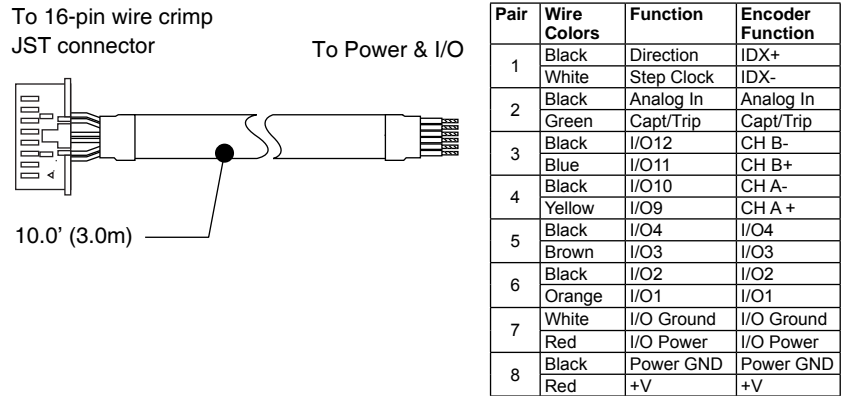 To 16-pin wire crimp
JST connector
To Power & I/O
10.0’ (3.0m)
Pair Wire Colors Function Encoder Function
1 Black Direction IDX+
White Step Clock IDX-
2 Black Analog In Analog In
Green Capt/Trip Capt/Trip
3 Black I/O12 CH B-
Blue I/O11 CH B+
4 Black I/O10 CH A-
Yellow I/O9 CH A +
5 Black I/O4 I/O4
Brown I/O3 I/O3
6 Black I/O2 I/O2
Orange I/O1 I/O1
7 White I/O Ground I/O Ground
Red I/O Power I/O Power
8 Black Power GND Power GND
Red +V +V